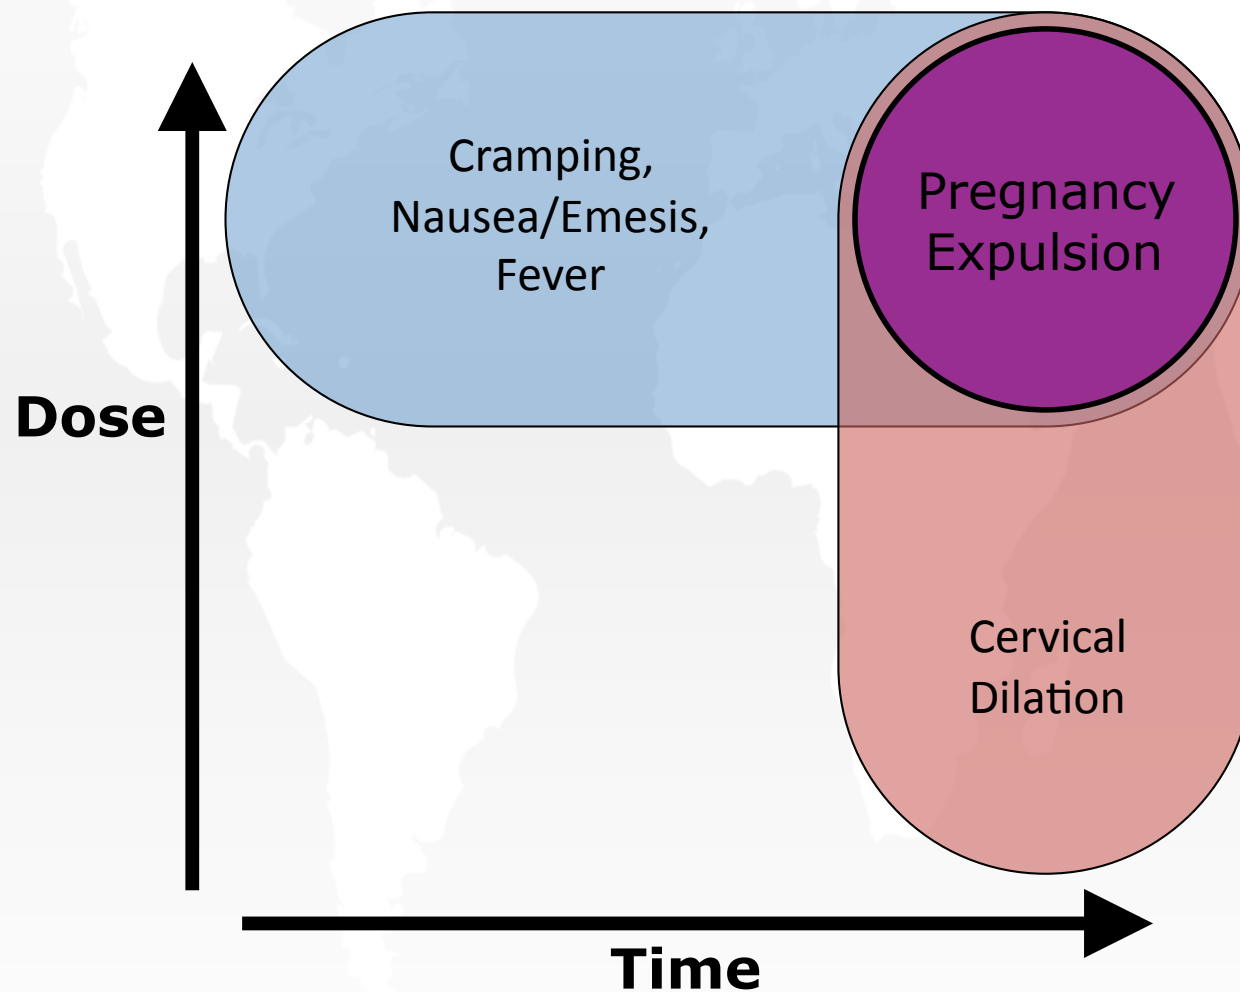 Cramping,
Nausea/Emesis,
Fever
Pregnancy
Expulsion
Dose
Cervical
Dilation
Time